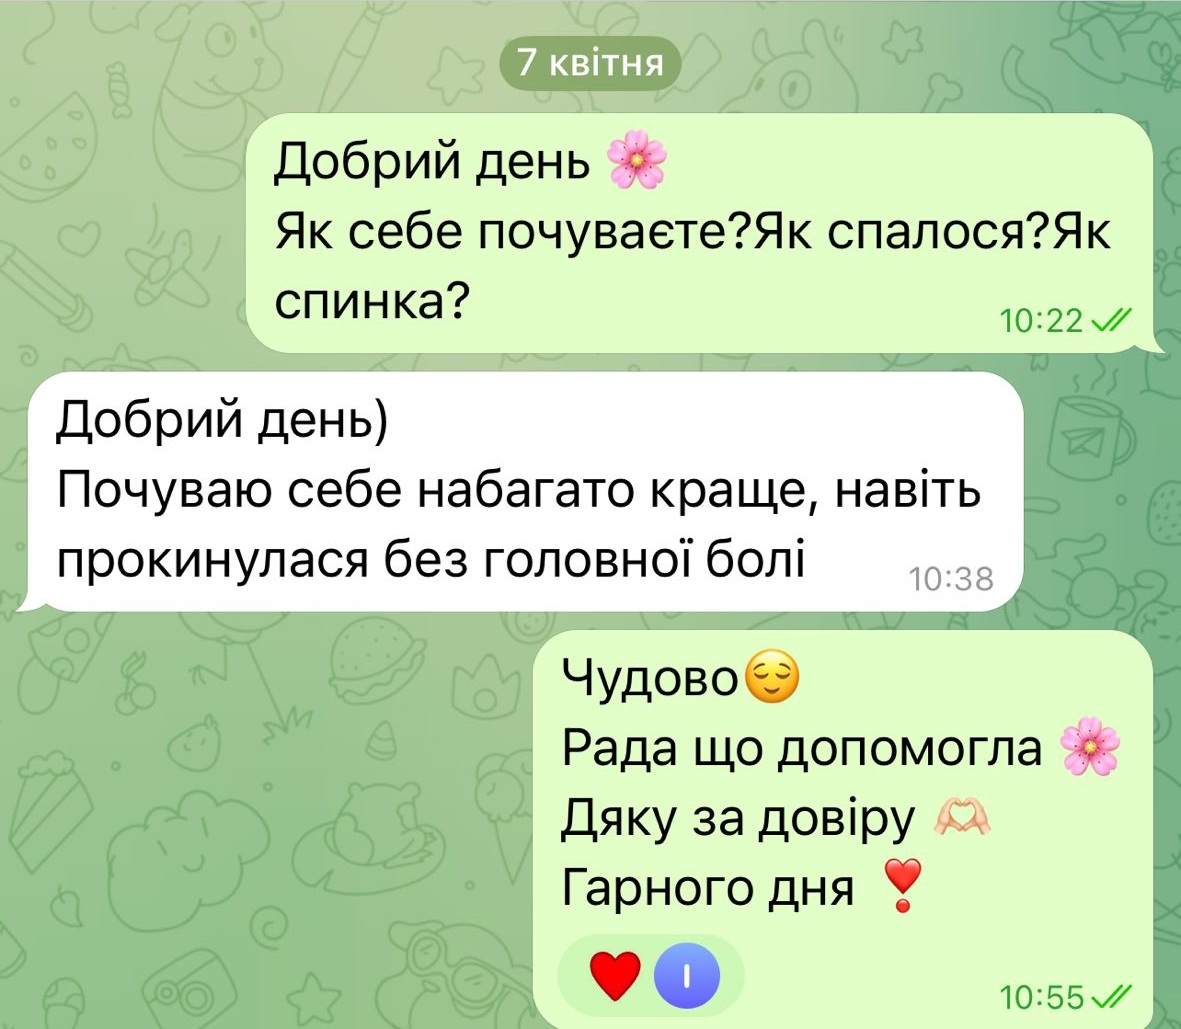 7 квітня
Добрий день 🌸
Як себе почуваєте?Як спалося?Як
спинка?
10:22
Добрий день)
Почуваю себе набагато краще, навіть
прокинулася без головної болі
10:38
Чудово😌
Рада що допомогла 🌸
Дяку за довіру 🫶🏻
Гарного дня ❣️
❤️ I
10:55